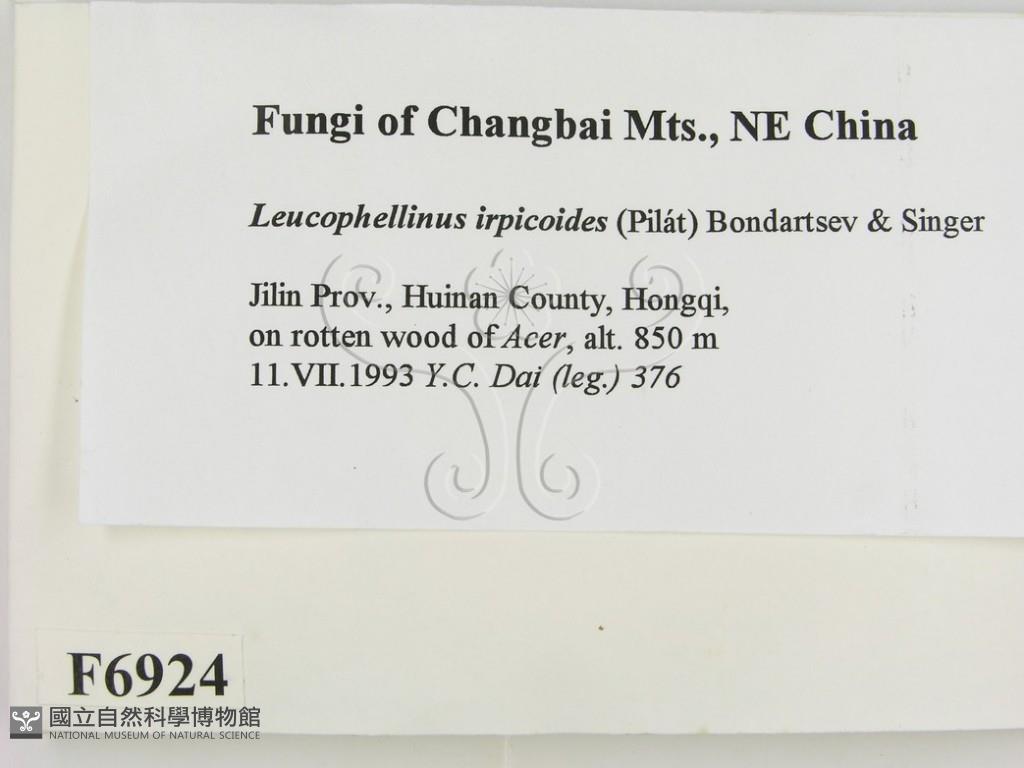 Fungi of Changbai Mts., NE China
Leucophellinus irpicoides (Pilát) Bondartsev & Singer
Jilin Prov., Huinan County, Hongqi,
on rotten wood of Acer, alt. 850 m
11.VII.1993 Y.C. Dai (leg.) 376
F6924
國立自然科學博物館
NATIONAL MUSEUM OF NATURAL SCIENCE